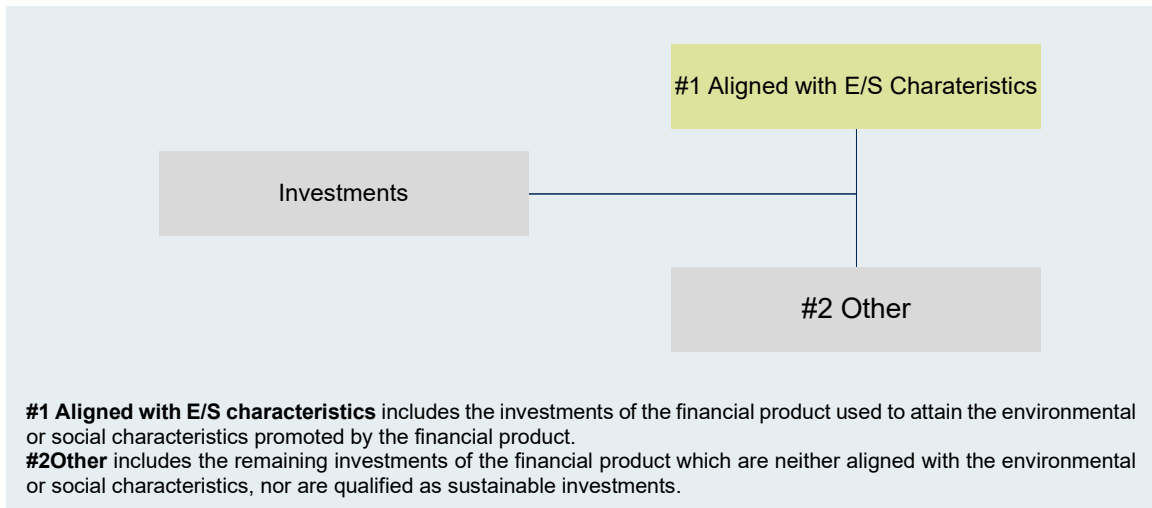 #1 Aligned with E/S Charateristics
Investments
#2 Other
#1 Aligned with E/S characteristics includes the investments of the financial product used to attain the environmental
or social characteristics promoted by the financial product.
#2Other includes the remaining investments of the financial product which are neither aligned with the environmental
or social characteristics, nor are qualified as sustainable investments.